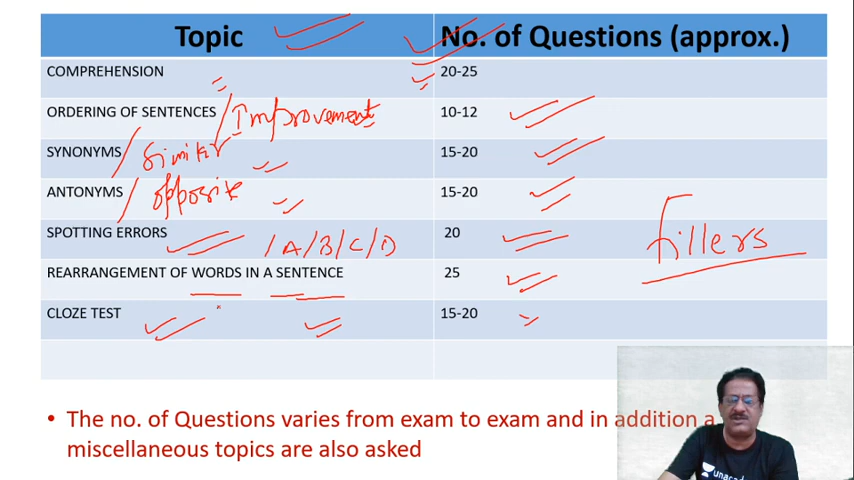 Topic No. of Questions (approx.)
COMPREHENSION 20-25
ORDERING OF SENTENCES / Improvement 10-12
SYNONYMS / Similar 15-20
ANTONYMS / opposite 15-20
SPOTTING ERRORS / A / B / C / D 20
fillers
REARRANGEMENT OF WORDS IN A SENTENCE 25
CLOZE TEST 15-20
• The no. of Questions varies from exam to exam and in addition a
miscellaneous topics are also asked